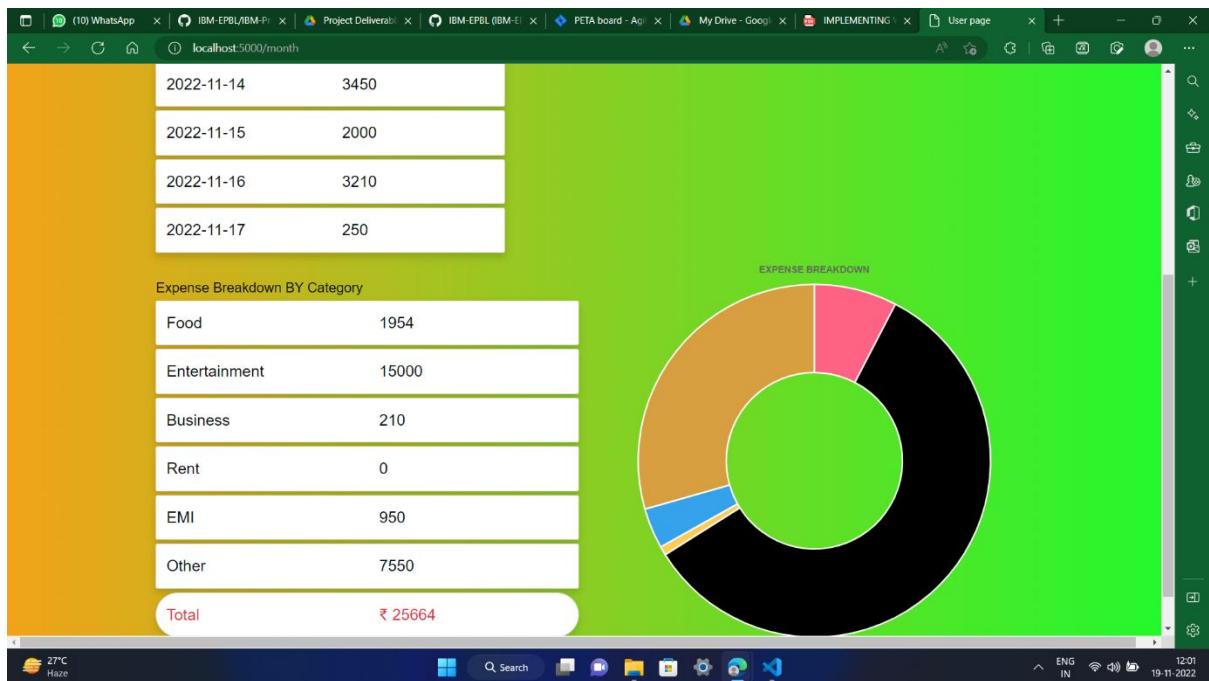 (10) WhatsApp
IBM-EPBL/IBM-Pr
Project Deliverabl
IBM-EPBL (IBM-E
PETA board - Agil
My Drive - Googl
IMPLEMENTING
User page
localhost:5000/month
2022-11-14 3450
2022-11-15 2000
2022-11-16 3210
2022-11-17 250
EXPENSE BREAKDOWN
Expense Breakdown BY Category
Food 1954
Entertainment 15000
Business 210
Rent 0
EMI 950
Other 7550
Total ₹ 25664
27°C
Haze
Search
ENG
IN
12:01
19-11-2022